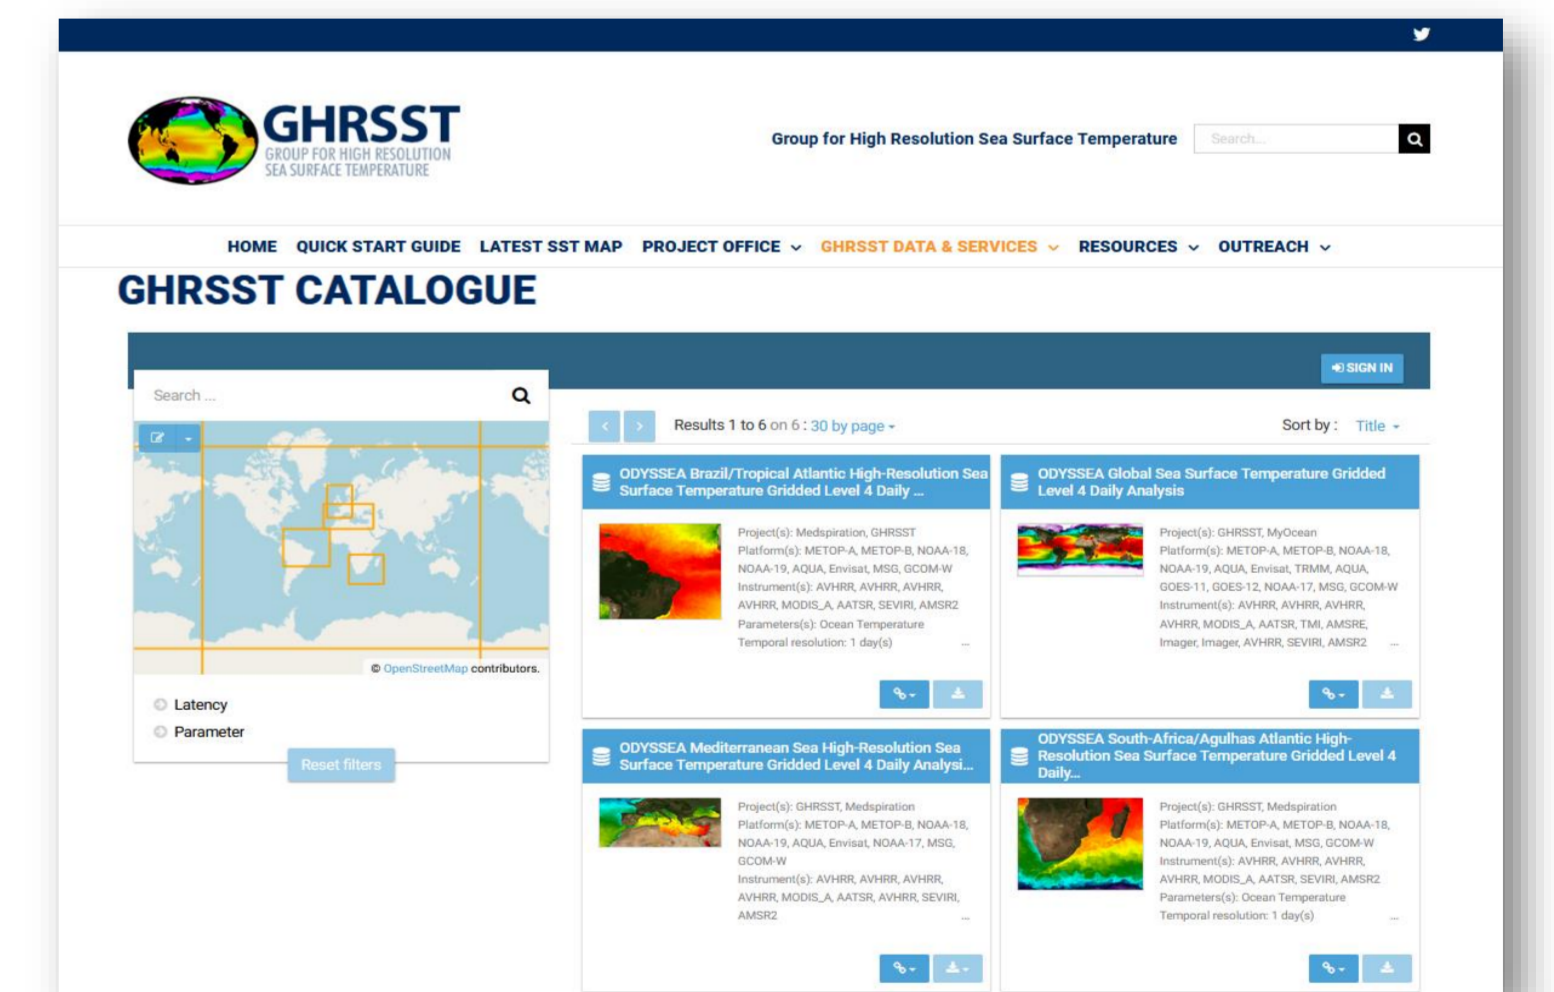 GHRSST
GROUP FOR HIGH RESOLUTION
SEA SURFACE TEMPERATURE
Group for High Resolution Sea Surface Temperature
Search...
HOME QUICK START GUIDE LATEST SST MAP PROJECT OFFICE GHRSST DATA & SERVICES RESOURCES OUTREACH
GHRSST CATALOGUE
SIGN IN
Search ...
© OpenStreetMap contributors.
Latency
Parameter
Reset filters
Results 1 to 6 on 6 : 30 by page
Sort by : Title
ODYSSEA Brazil/Tropical Atlantic High-Resolution Sea
Surface Temperature Gridded Level 4 Daily ...
Project(s): Medspiration, GHRSST
Platform(s): METOP-A, METOP-B, NOAA-18,
NOAA-19, AQUA, Envisat, MSG, GCOM-W
Instrument(s): AVHRR, AVHRR, AVHRR,
AVHRR, MODIS_A, AATSR, SEVIRI, AMSR2
Parameters(s): Ocean Temperature
Temporal resolution: 1 day(s) ...
ODYSSEA Global Sea Surface Temperature Gridded
Level 4 Daily Analysis
Project(s): GHRSST, MyOcean
Platform(s): METOP-A, METOP-B, NOAA-18,
NOAA-19, AQUA, Envisat, TRMM, AQUA,
GOES-11, GOES-12, NOAA-17, MSG, GCOM-W
Instrument(s): AVHRR, AVHRR, AVHRR,
AVHRR, MODIS_A, AATSR, TMI, AMSRE,
Imager, Imager, AVHRR, SEVIRI, AMSR2 ...
ODYSSEA Mediterranean Sea High-Resolution Sea
Surface Temperature Gridded Level 4 Daily Analysi...
Project(s): GHRSST, Medspiration
Platform(s): METOP-A, METOP-B, NOAA-18,
NOAA-19, AQUA, Envisat, NOAA-17, MSG,
GCOM-W
Instrument(s): AVHRR, AVHRR, AVHRR,
AVHRR, MODIS_A, AATSR, AVHRR, SEVIRI,
AMSR2 ...
ODYSSEA South-Africa/Agulhas Atlantic High-
Resolution Sea Surface Temperature Gridded Level 4
Daily...
Project(s): GHRSST, Medspiration
Platform(s): METOP-A, METOP-B, NOAA-18,
NOAA-19, AQUA, Envisat, MSG, GCOM-W
Instrument(s): AVHRR, AVHRR, AVHRR,
AVHRR, MODIS_A, AATSR, SEVIRI, AMSR2
Parameters(s): Ocean Temperature
Temporal resolution: 1 day(s) ...